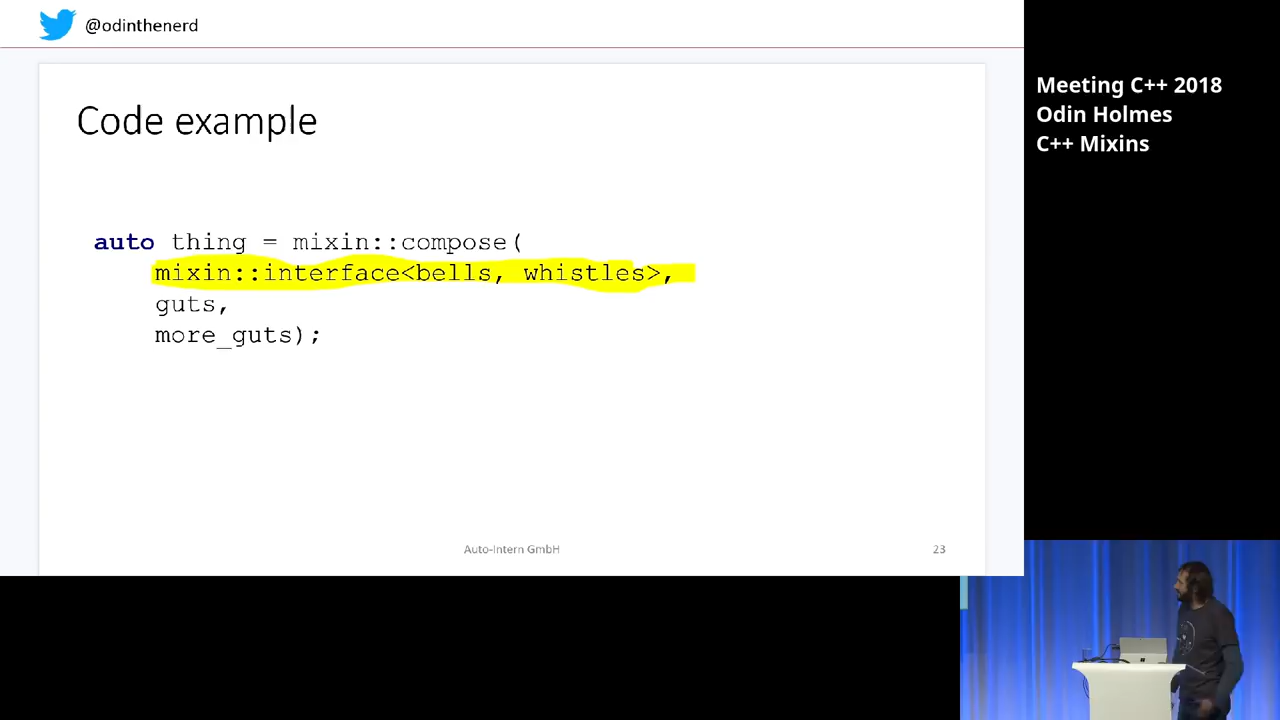 @odinthenerd
Code example
auto thing = mixin::compose(
mixin::interface<bells, whistles>,
guts,
more_guts);
Auto-Intern GmbH
23
Meeting C++ 2018
Odin Holmes
C++ Mixins